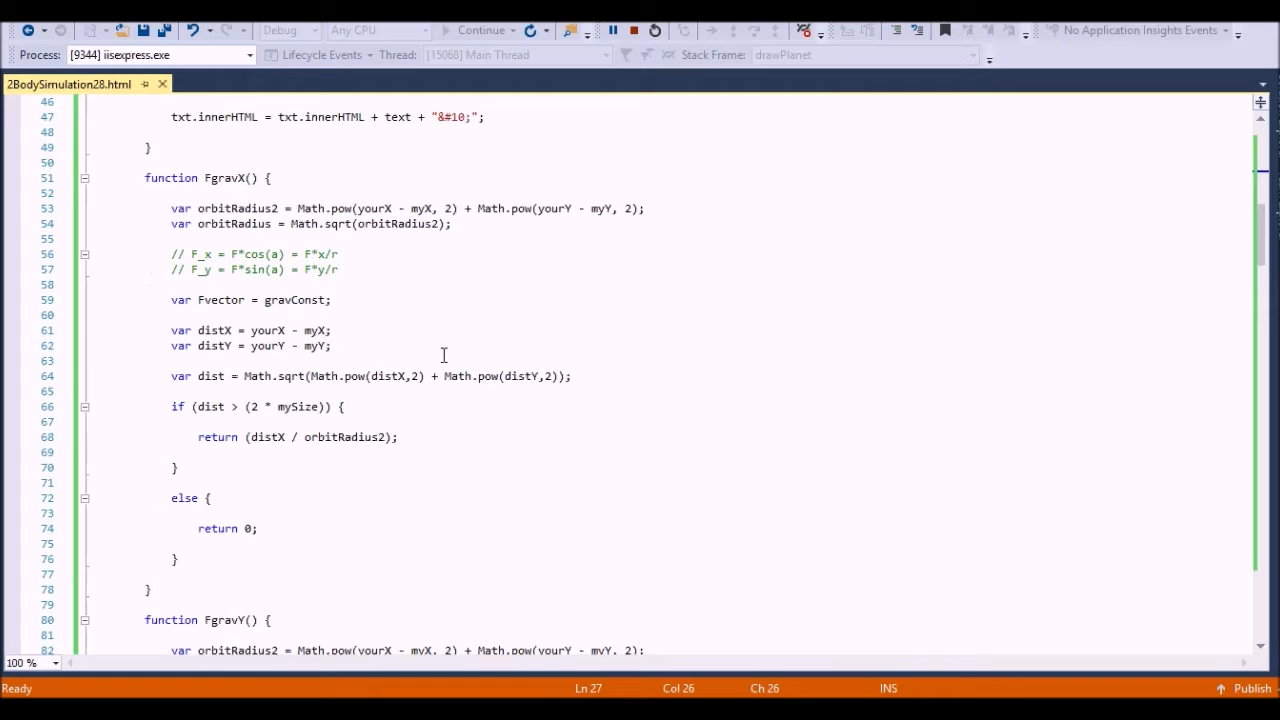 Debug Any CPU Continue No Application Insights Events
Process: [9344] iisexpress.exe Lifecycle Events Thread: [15068] Main Thread Stack Frame: drawPlanet
2BodySimulation28.html
46
47 txt.innerHTML = txt.innerHTML + text + "&#10;";
48
49 }
50
51 function FgravX() {
52
53 var orbitRadius2 = Math.pow(yourX - myX, 2) + Math.pow(yourY - myY, 2);
54 var orbitRadius = Math.sqrt(orbitRadius2);
55
56 // F_x = F*cos(a) = F*x/r
57 // F_y = F*sin(a) = F*y/r
58
59 var Fvector = gravConst;
60
61 var distX = yourX - myX;
62 var distY = yourY - myY;
63
64 var dist = Math.sqrt(Math.pow(distX,2) + Math.pow(distY,2));
65
66 if (dist > (2 * mySize)) {
67
68 return (distX / orbitRadius2);
69
70 }
71
72 else {
73
74 return 0;
75
76 }
77
78 }
79
80 function FgravY() {
81
82 var orbitRadius2 = Math.pow(yourX - myX, 2) + Math.pow(yourY - myY, 2);
100 %
Ready Ln 27 Col 26 Ch 26 INS Publish